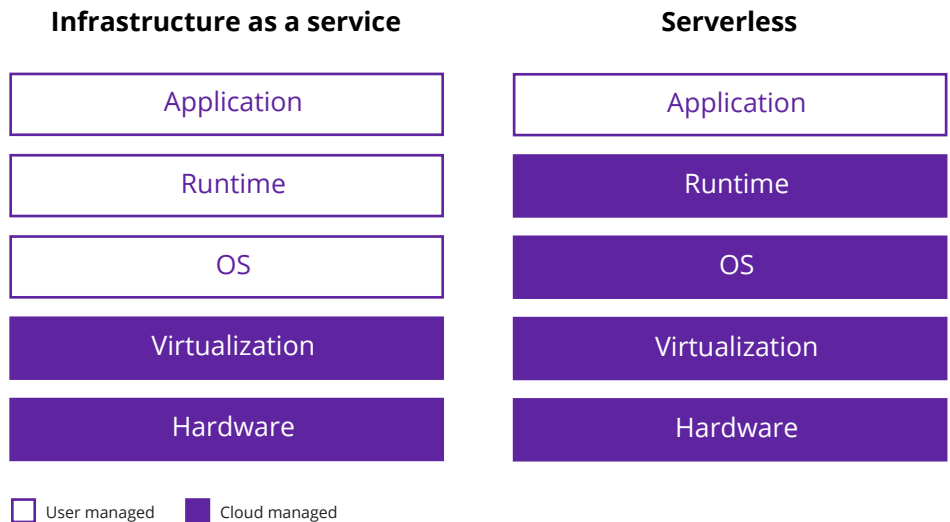 Infrastructure as a service
Application
Runtime
OS
Virtualization
Hardware
Serverless
Application
Runtime
OS
Virtualization
Hardware
User managed
Cloud managed